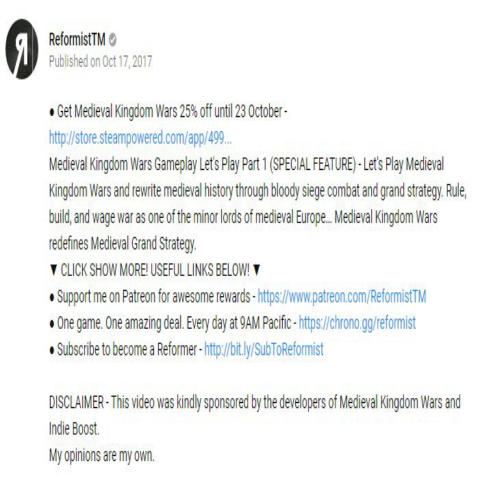 ReformistTM
Published on Oct 17, 2017
● Get Medieval Kingdom Wars 25% off until 23 October -
http://store.steampowered.com/app/499...
Medieval Kingdom Wars Gameplay Let's Play Part 1 (SPECIAL FEATURE) - Let's Play Medieval
Kingdom Wars and rewrite medieval history through bloody siege combat and grand strategy. Rule,
build, and wage war as one of the minor lords of medieval Europe... Medieval Kingdom Wars
redefines Medieval Grand Strategy.
▼ CLICK SHOW MORE! USEFUL LINKS BELOW! ▼
● Support me on Patreon for awesome rewards - https://www.patreon.com/ReformistTM
● One game. One amazing deal. Every day at 9AM Pacific - https://chrono.gg/reformist
● Subscribe to become a Reformer - http://bit.ly/SubToReformist
DISCLAIMER - This video was kindly sponsored by the developers of Medieval Kingdom Wars and
Indie Boost.
My opinions are my own.